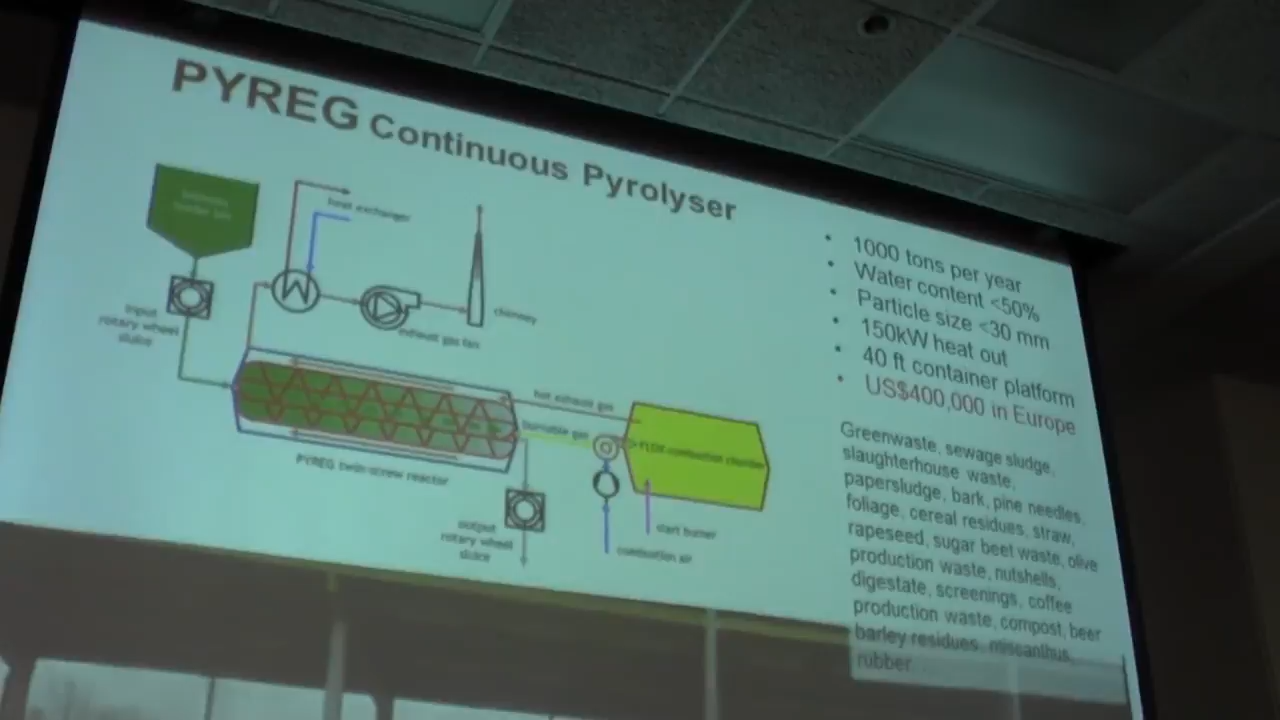 PYREG Continuous Pyrolyser
heat exchanger
chimney
exhaust gas fan
input
rotary wheel
sluice
hot exhaust gas
burnable gas
FLOX-combustion chamber
PYREG twin-screw reactor
output
rotary wheel
sluice
start burner
combustion air
• 1000 tons per year
• Water content <50%
• Particle size <30 mm
• 150kW heat out
• 40 ft container platform
• US$400,000 in Europe
Greenwaste, sewage sludge,
slaughterhouse waste,
papersludge, bark, pine needles,
foliage, cereal residues, straw,
rapeseed, sugar beet waste, olive
production waste, nutshells,
digestate, screenings, coffee
production waste, compost, beer
barley residues, miscanthus,
rubber